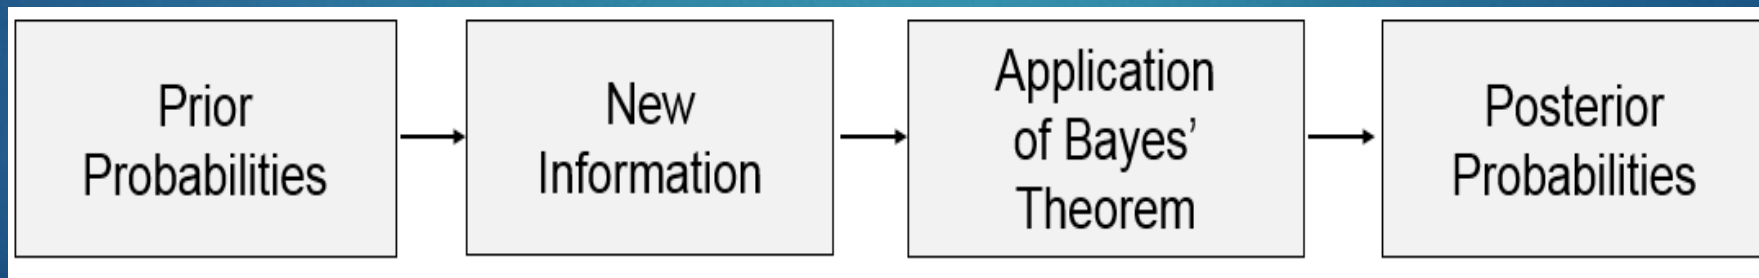 Prior
Probabilities
New
Information
Application
of Bayes’
Theorem
Posterior
Probabilities